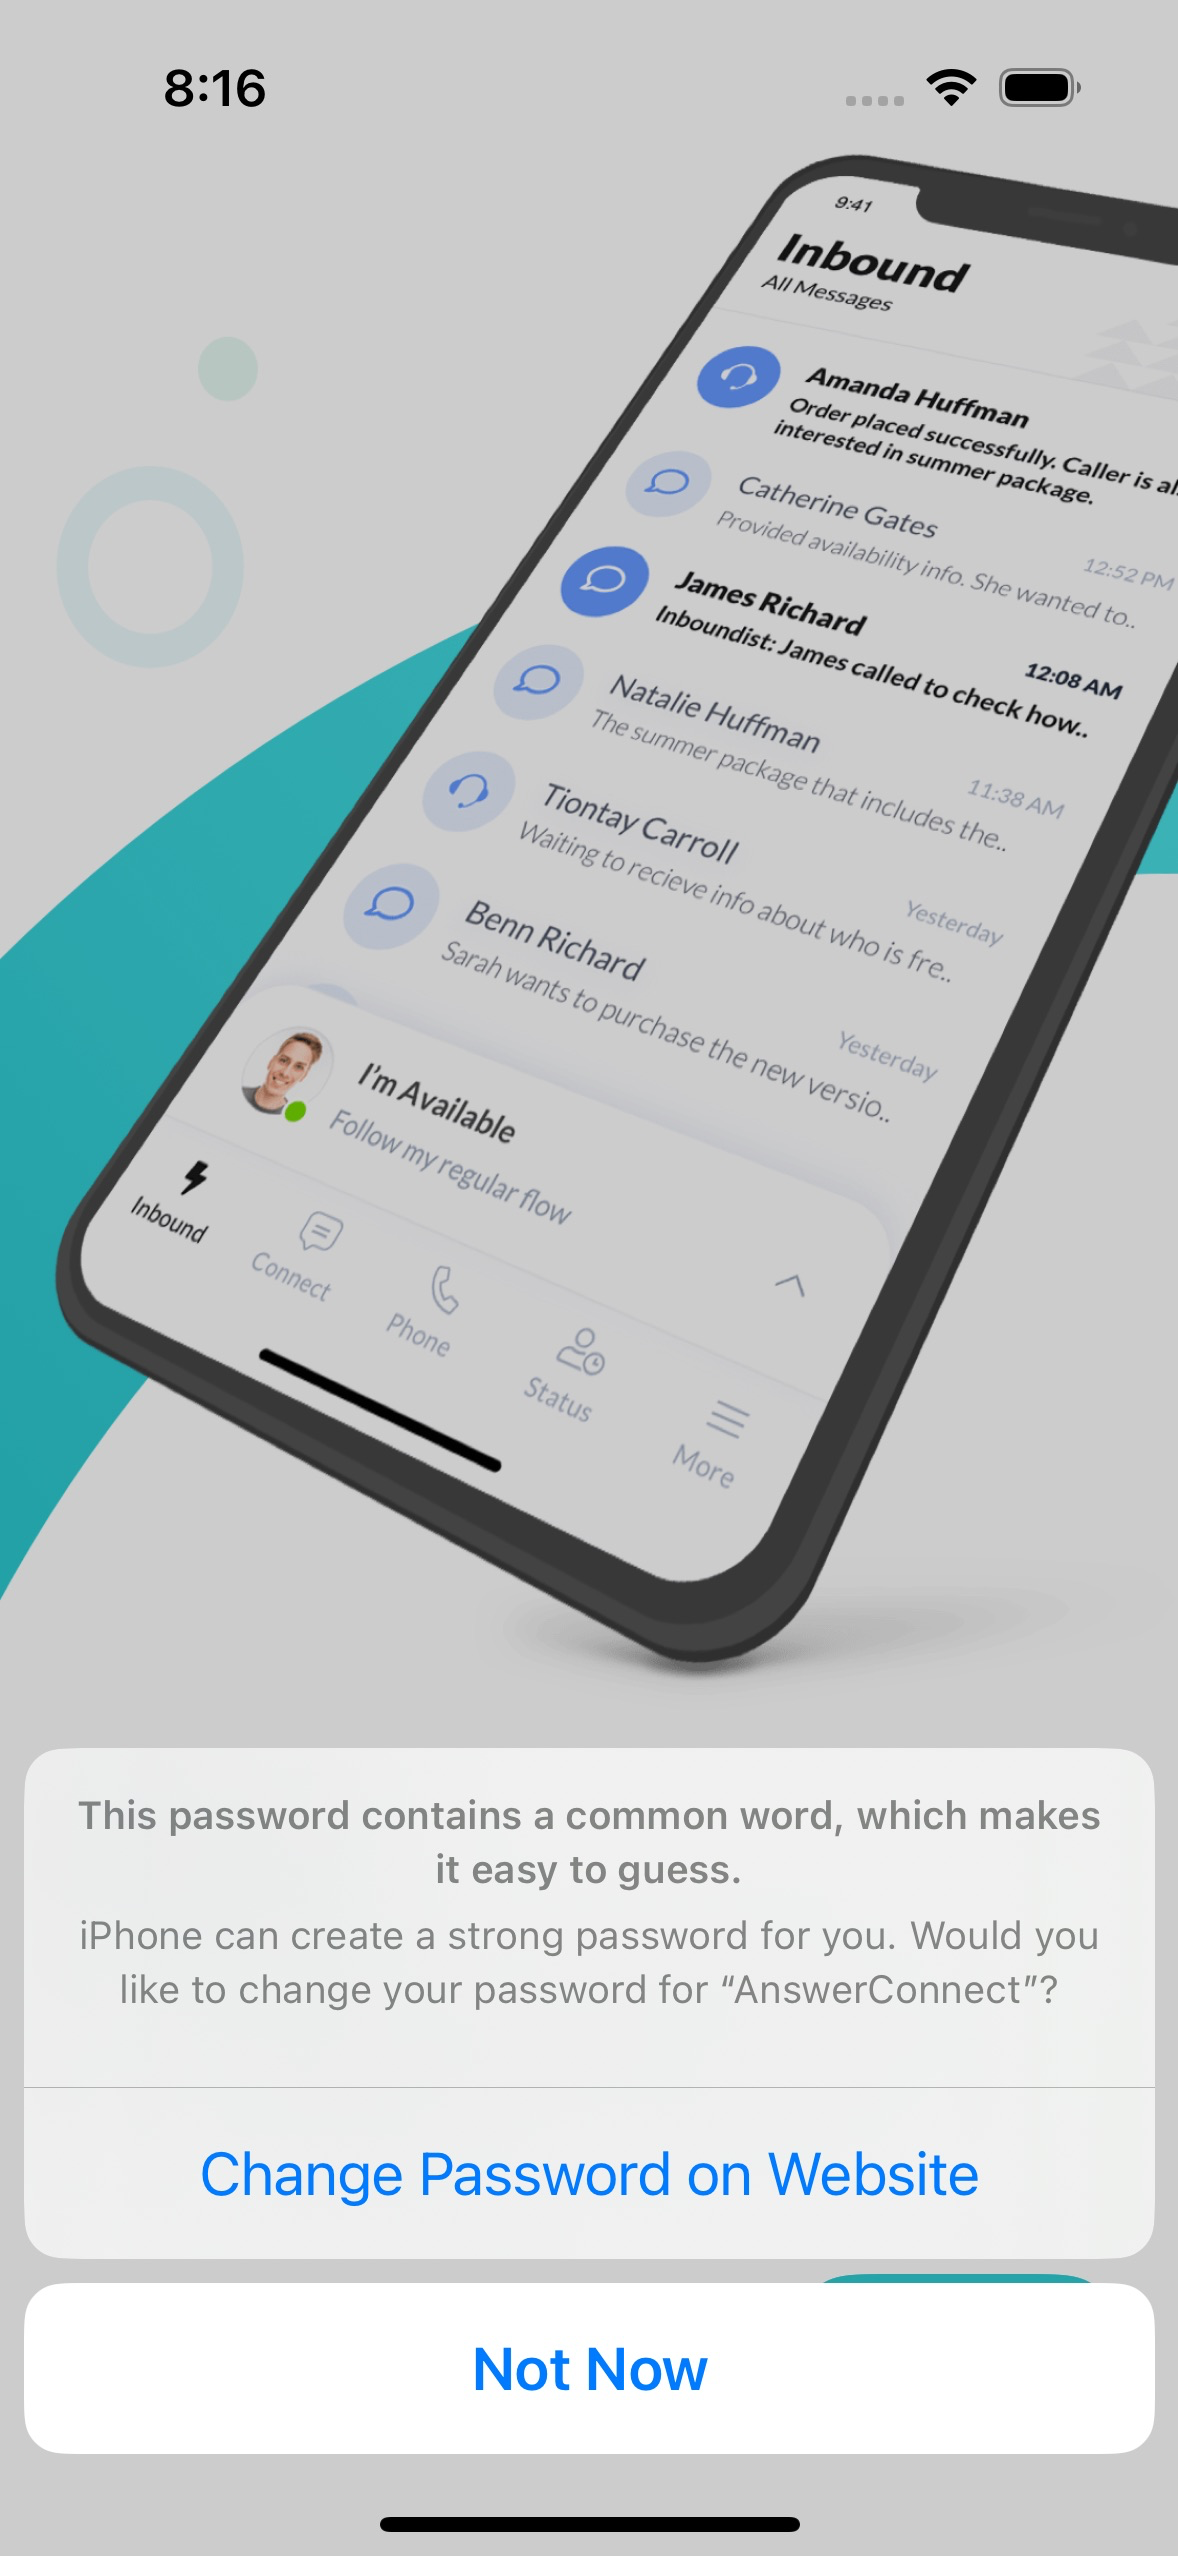 8:16
9:41
Inbound
All Messages
Amanda Huffman
Order placed successfully. Caller is al
interested in summer package.
Catherine Gates
12:52 PM
Provided availability info. She wanted to..
James Richard
12:08 AM
Inboundist: James called to check how..
Natalie Huffman
11:38 AM
The summer package that includes the..
Tiontay Carroll
Yesterday
Waiting to recieve info about who is fre..
Benn Richard
Yesterday
Sarah wants to purchase the new versio..
I'm Available
Follow my regular flow
Inbound
Connect
Phone
Status
More
This password contains a common word, which makes
it easy to guess.
iPhone can create a strong password for you. Would you
like to change your password for “AnswerConnect”?
Change Password on Website
Not Now